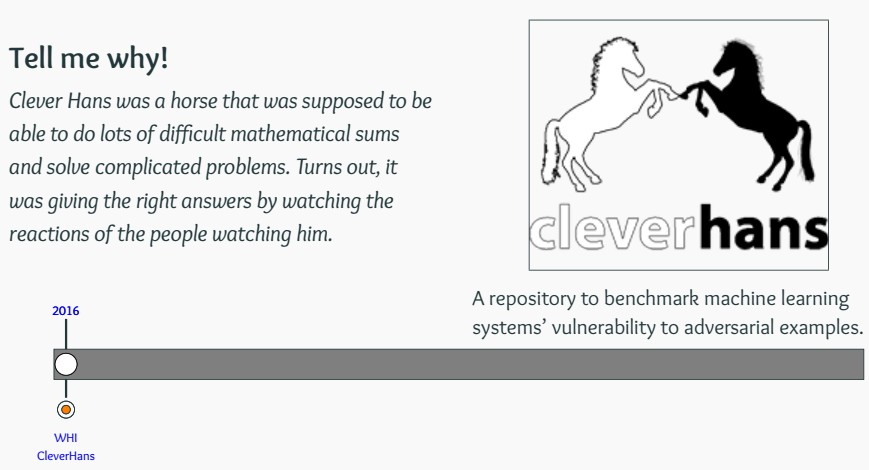 Tell me why!
Clever Hans was a horse that was supposed to be
able to do lots of difficult mathematical sums
and solve complicated problems. Turns out, it
was giving the right answers by watching the
reactions of the people watching him.
cleverhans
A repository to benchmark machine learning
systems’ vulnerability to adversarial examples.
2016
WHI
CleverHans